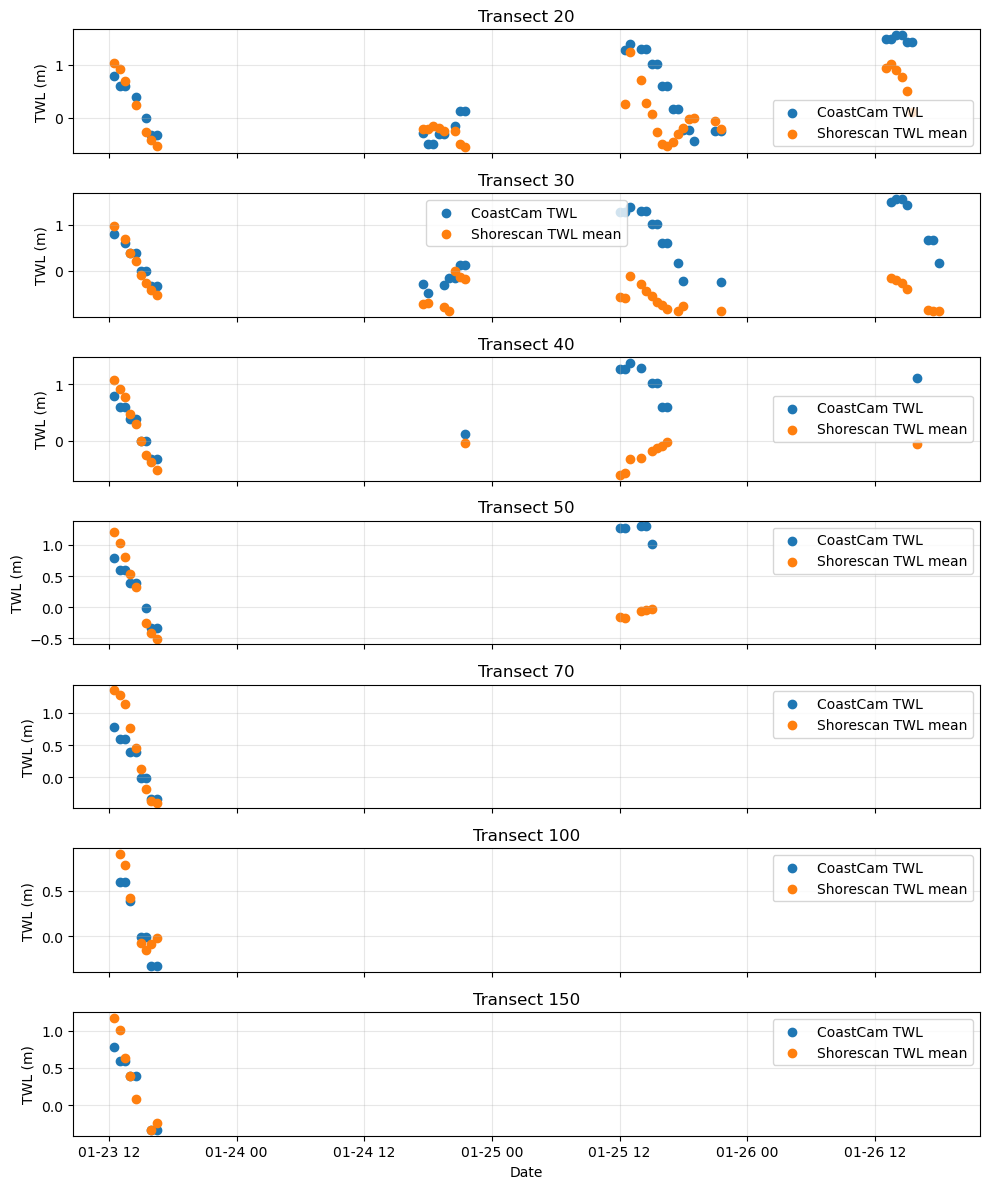 Transect 20
TWL (m)
1
0
CoastCam TWL
Shorescan TWL mean
Transect 30
TWL (m)
1
0
CoastCam TWL
Shorescan TWL mean
Transect 40
TWL (m)
1
0
CoastCam TWL
Shorescan TWL mean
Transect 50
TWL (m)
1.0
0.5
0.0
−0.5
CoastCam TWL
Shorescan TWL mean
Transect 70
TWL (m)
1.0
0.5
0.0
CoastCam TWL
Shorescan TWL mean
Transect 100
TWL (m)
0.5
0.0
CoastCam TWL
Shorescan TWL mean
Transect 150
TWL (m)
1.0
0.5
0.0
CoastCam TWL
Shorescan TWL mean
01-23 12
01-24 00
01-24 12
01-25 00
01-25 12
01-26 00
01-26 12
Date